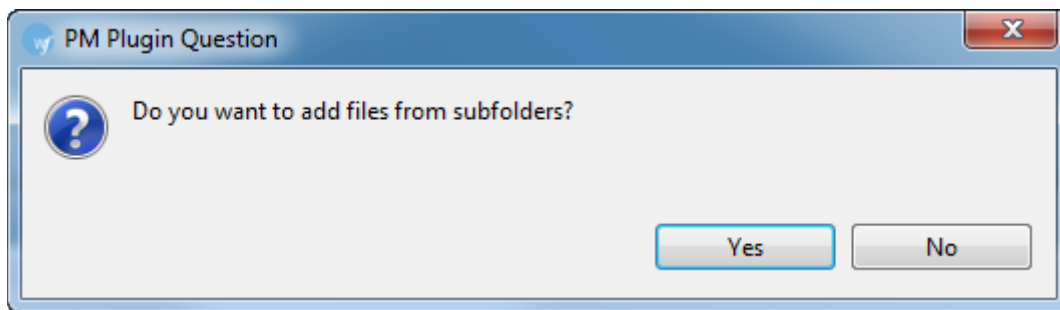 PM Plugin Question
Do you want to add files from subfolders?
Yes
No